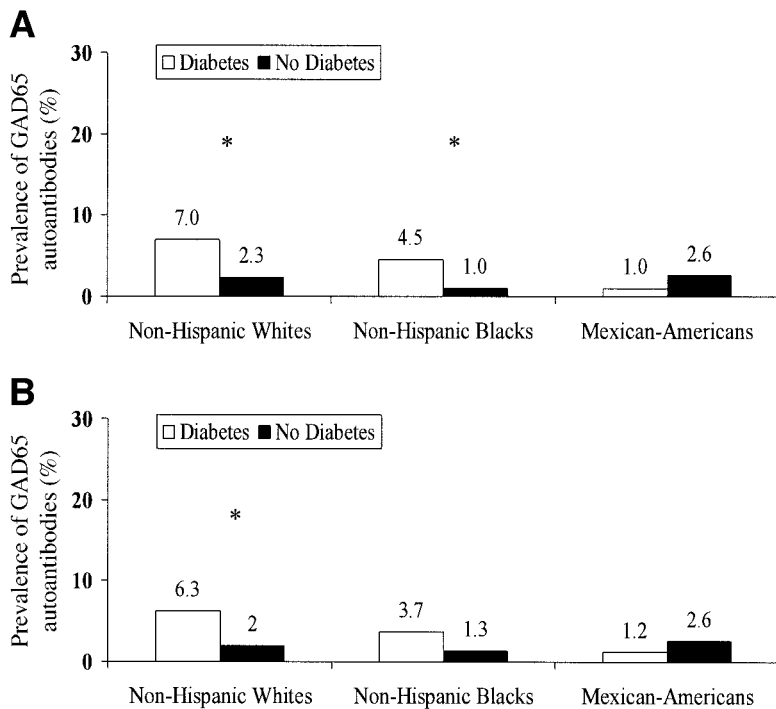 A
Prevalence of GAD65
autoantibodies (%)
30
20
10
0
Diabetes No Diabetes
* *
7.0 2.3 4.5 1.0 1.0 2.6
Non-Hispanic Whites Non-Hispanic Blacks Mexican-Americans
B
Prevalence of GAD65
autoantibodies (%)
30
20
10
0
Diabetes No Diabetes
*
6.3 2 3.7 1.3 1.2 2.6
Non-Hispanic Whites Non-Hispanic Blacks Mexican-Americans